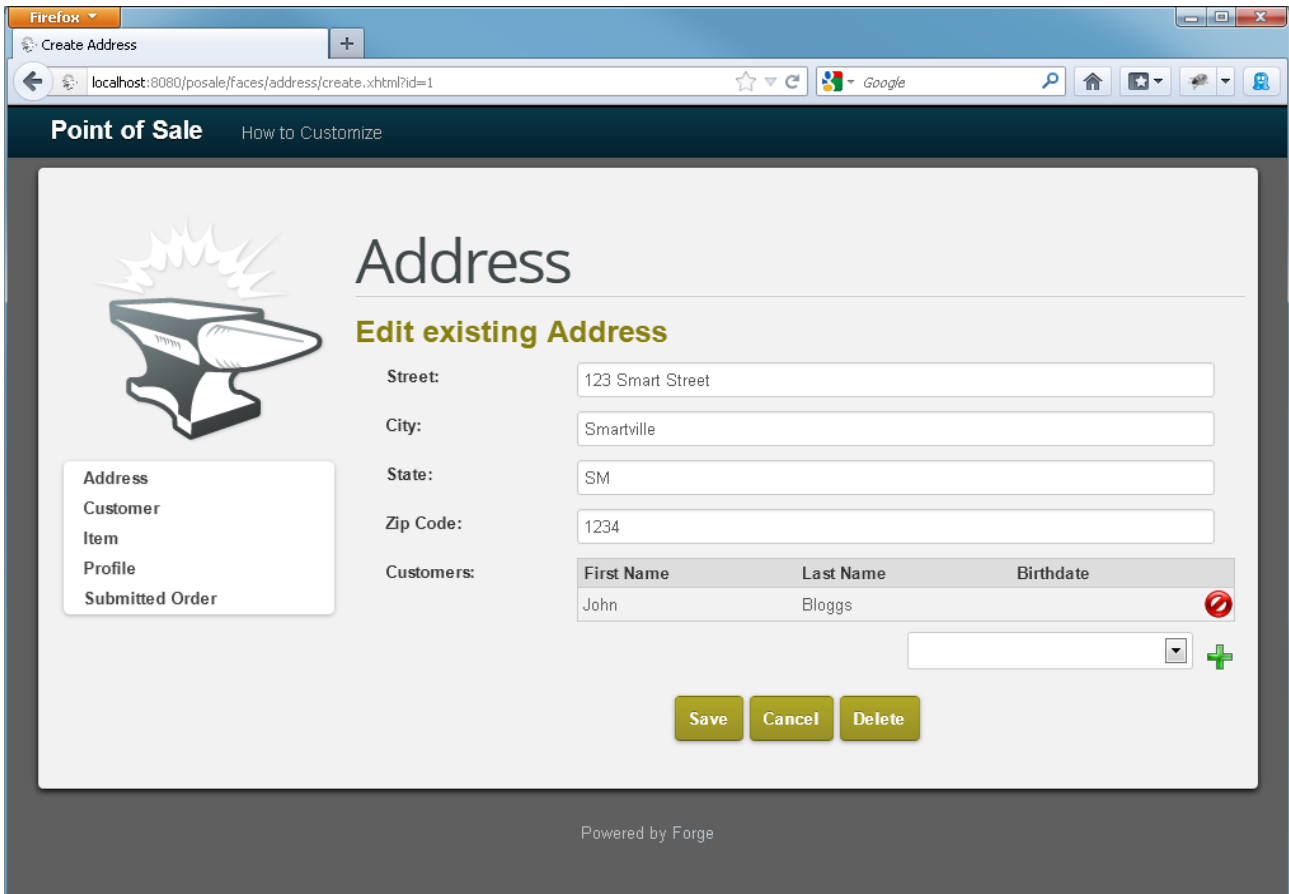 Firefox
Create Address
localhost:8080/posale/faces/address/create.xhtml?id=1
Google
Point of Sale How to Customize
Address
Edit existing Address
Street: 123 Smart Street
City: Smartville
State: SM
Zip Code: 1234
Customers: First Name Last Name Birthdate
John Bloggs
Address
Customer
Item
Profile
Submitted Order
Save Cancel Delete
Powered by Forge